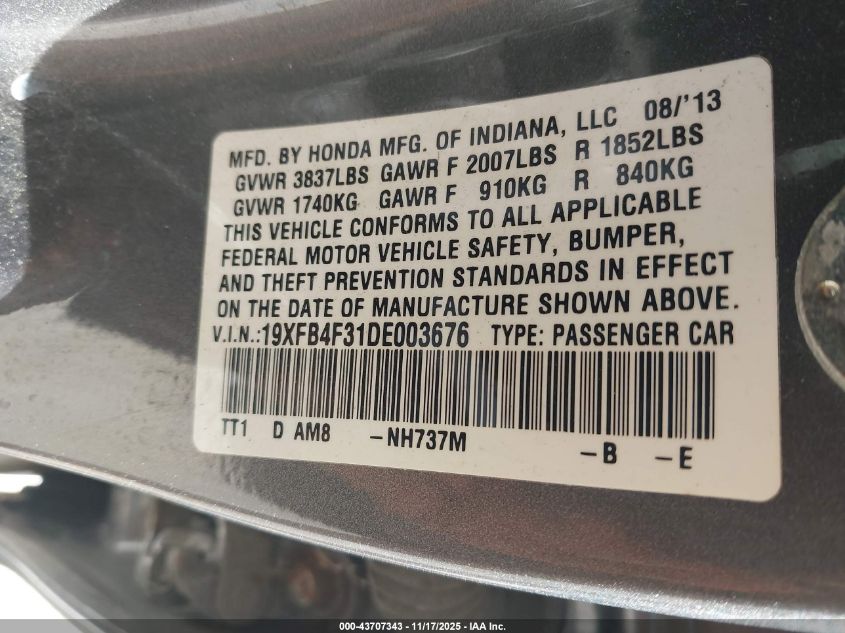 MFD. BY HONDA MFG. OF INDIANA, LLC 08/'13
GVWR 3837LBS GAWR F 2007LBS R 1852LBS
GVWR 1740KG GAWR F 910KG R 840KG
THIS VEHICLE CONFORMS TO ALL APPLICABLE
FEDERAL MOTOR VEHICLE SAFETY, BUMPER,
AND THEFT PREVENTION STANDARDS IN EFFECT
ON THE DATE OF MANUFACTURE SHOWN ABOVE.
V.I.N.:19XFB4F31DE003676 TYPE: PASSENGER CAR
TT1 D AM8 -NH737M -B -E
000-43707343 - 11/17/2025 - IAA Inc.